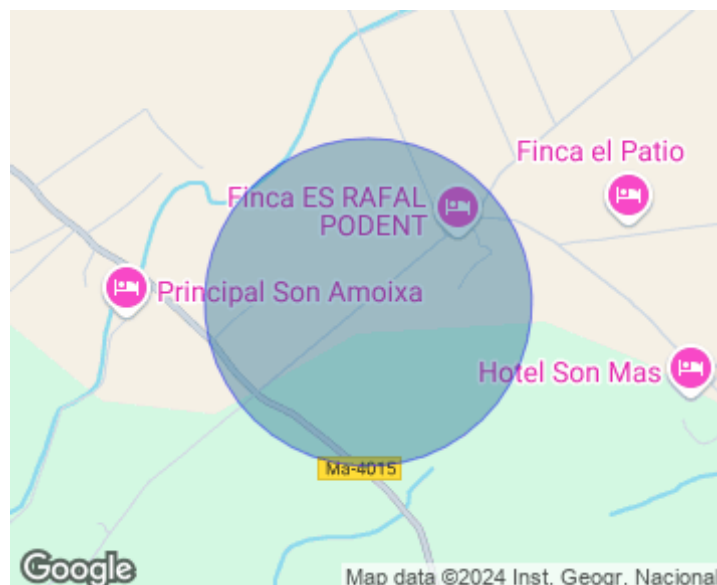 Finca el Patio
Finca ES RAFAL
PODENT
Principal Son Amoixa
Hotel Son Mas
Ma-4015
Google
Map data ©2024 Inst. Geogr. Nacional